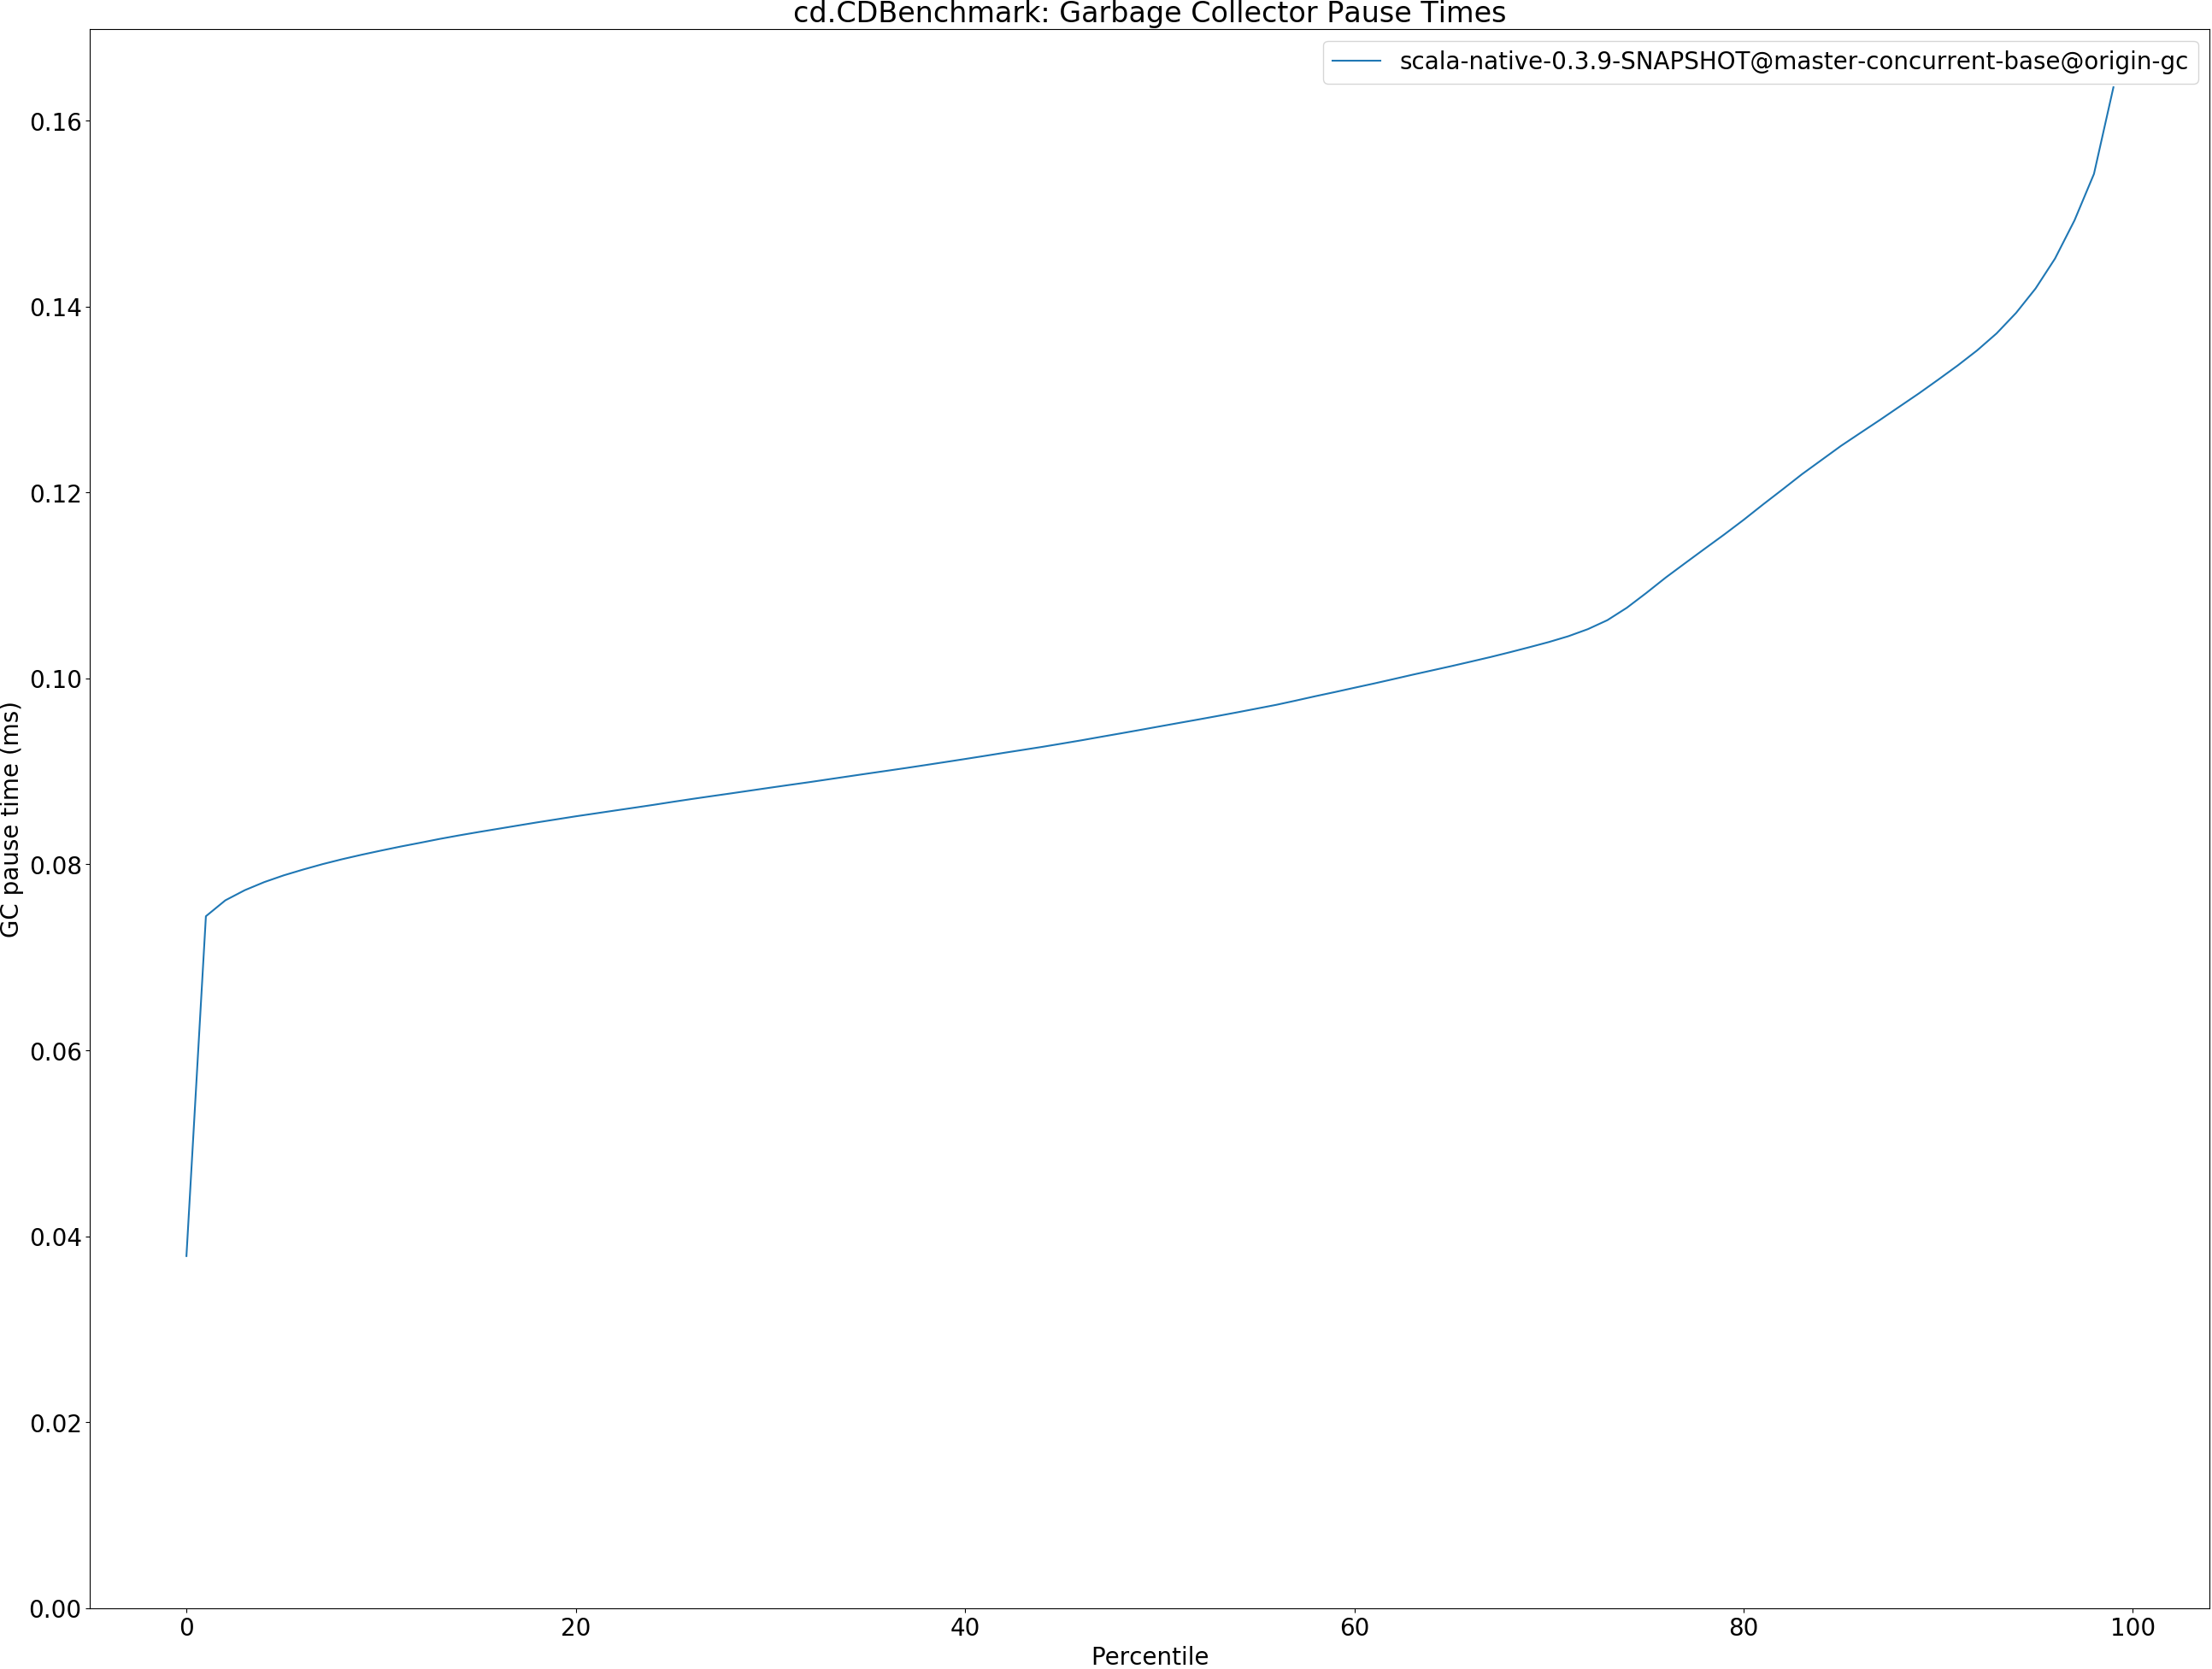 cd.CDBenchmark: Garbage Collector Pause Times
scala-native-0.3.9-SNAPSHOT@master-concurrent-base@origin-gc
GC pause time (ms)
0.16
0.14
0.12
0.10
0.08
0.06
0.04
0.02
0.00
0 20 40 60 80 100
Percentile